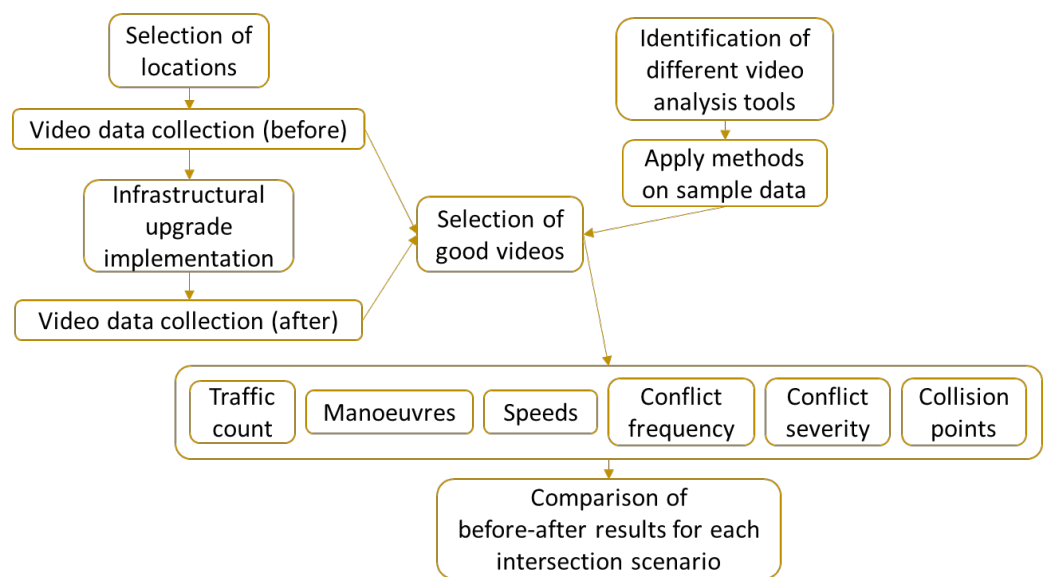 Selection of
locations
Video data collection (before)
Infrastructural
upgrade
implementation
Video data collection (after)
Identification of
different video
analysis tools
Apply methods
on sample data
Selection of
good videos
Traffic
count
Manoeuvres
Speeds
Conflict
frequency
Conflict
severity
Collision
points
Comparison of
before-after results for each
intersection scenario